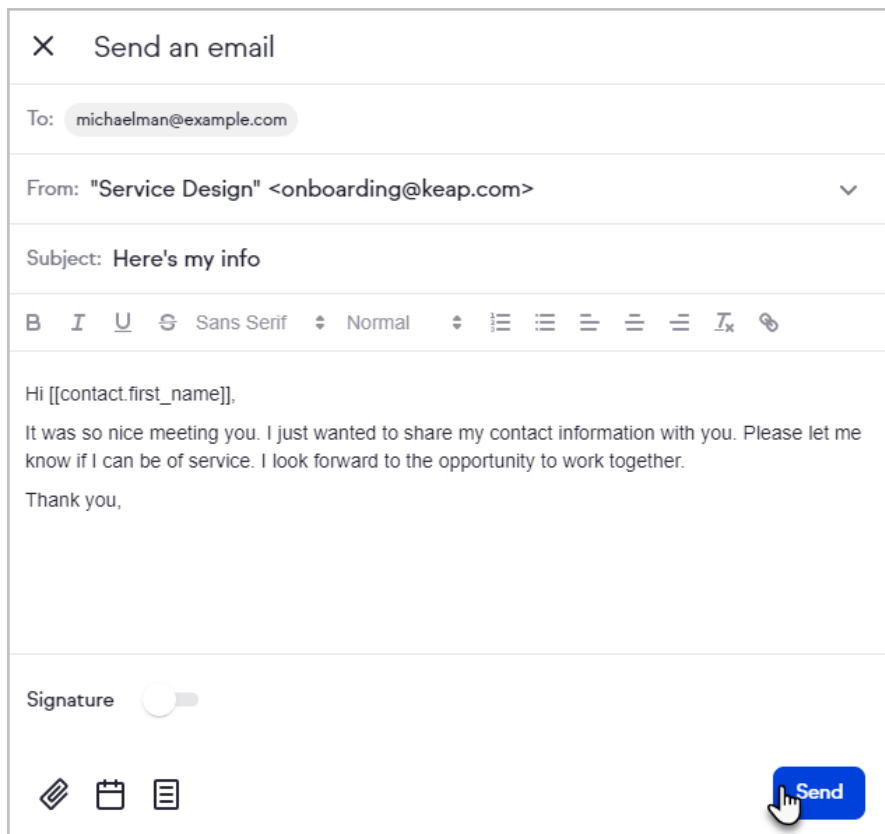 Send an email
To: michaelman@example.com
From: "Service Design" <onboarding@keap.com>
Subject: Here's my info
Sans Serif Normal
Hi [[contact.first_name]],
It was so nice meeting you. I just wanted to share my contact information with you. Please let me
know if I can be of service. I look forward to the opportunity to work together.
Thank you,
Signature
Send